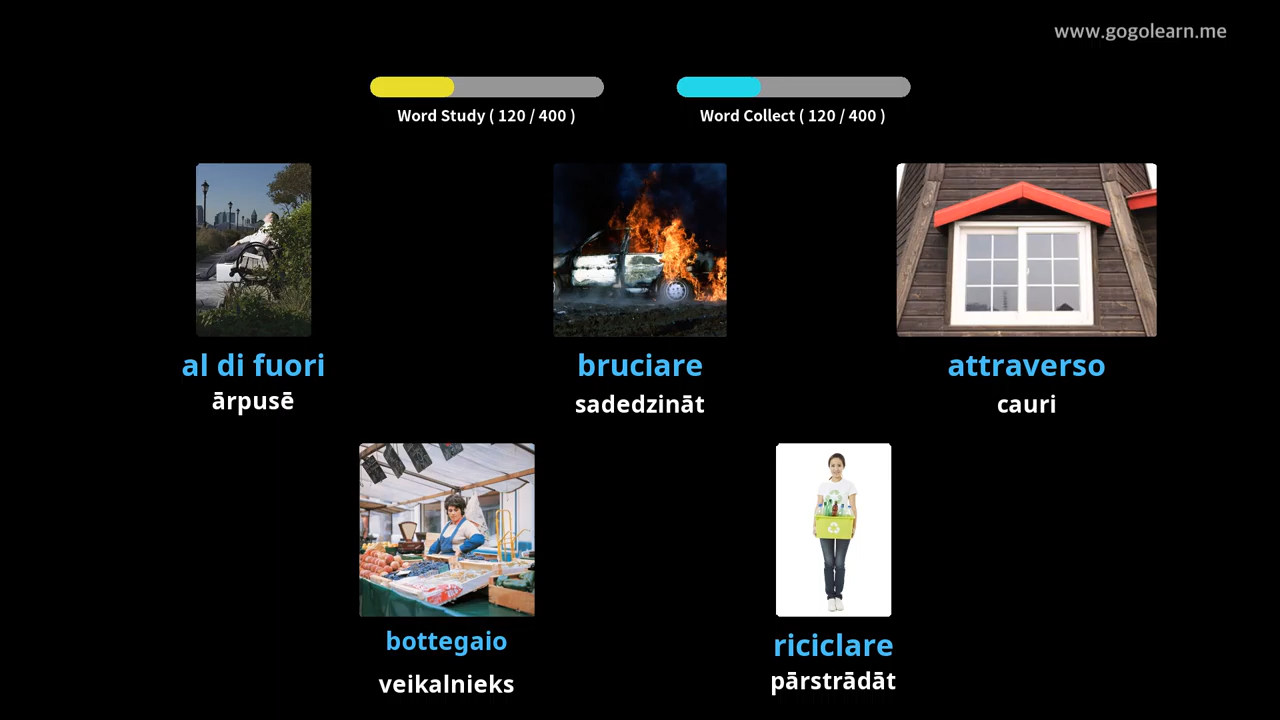 www.gogolearn.me
Word Study ( 120 / 400 )
Word Collect ( 120 / 400 )
al di fuori
ārpusē
bruciare
sadedzināt
attraverso
cauri
bottegaio
veikalnieks
riciclare
pārstrādāt